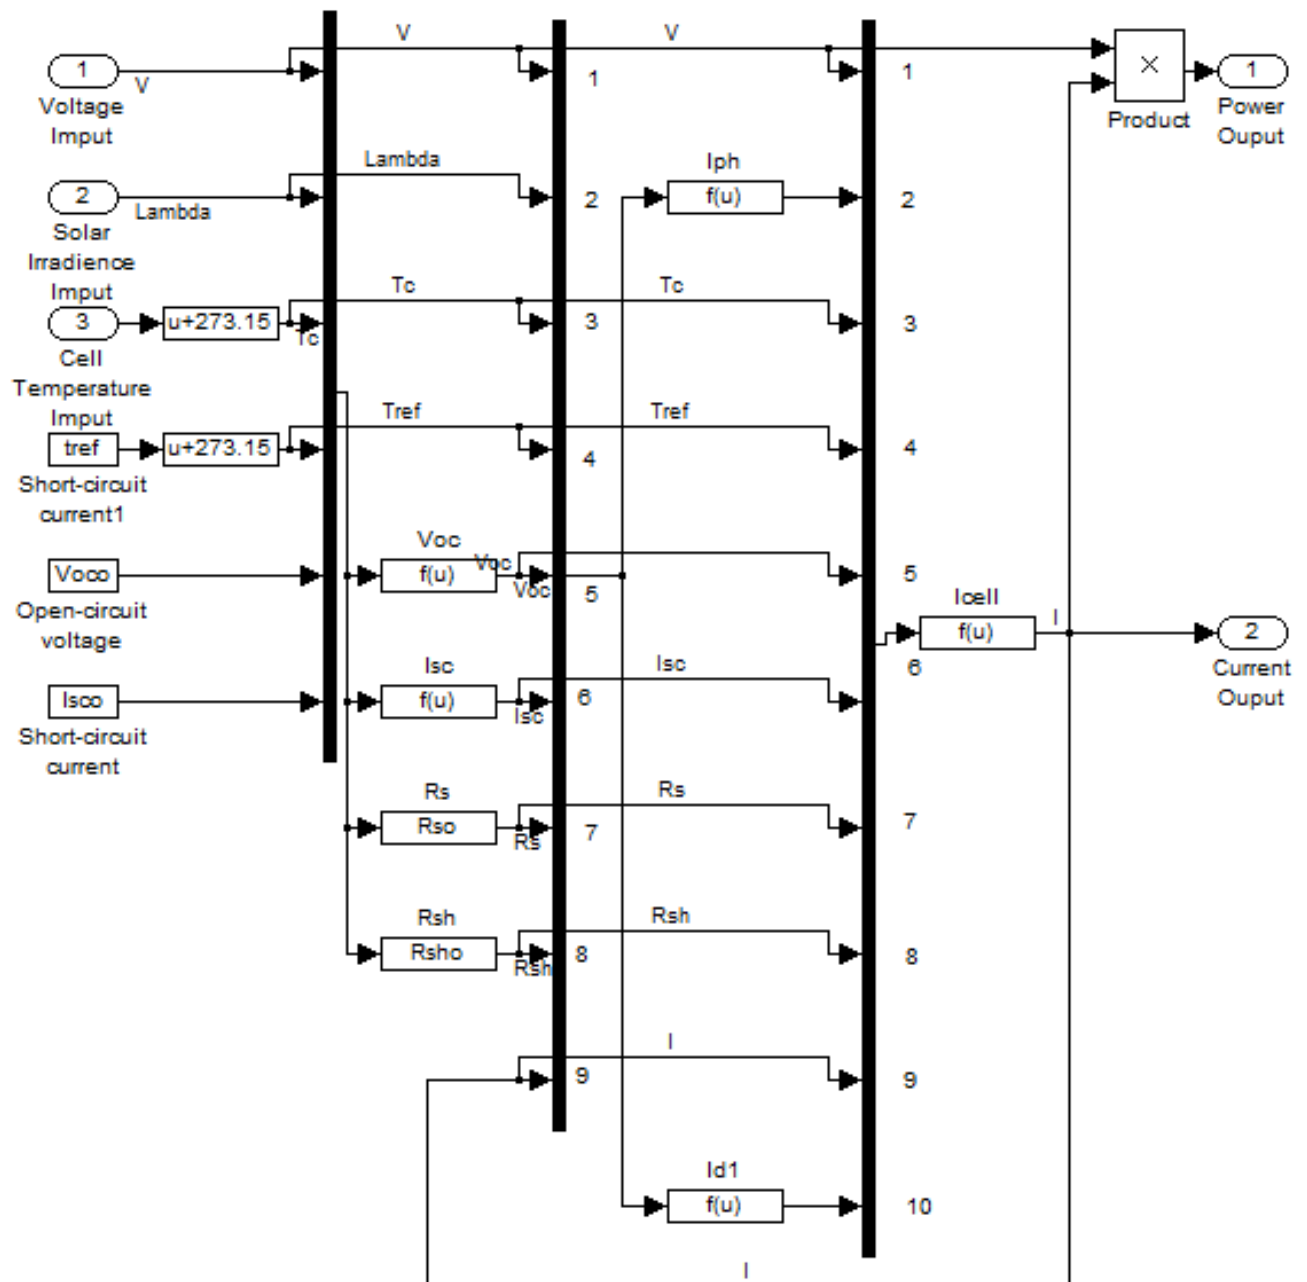 V
V
1
V
Voltage
Imput
1
1
×
Product
1
Power
Ouput
Lambda
2
Lambda
Solar
Irradience
Imput
2
Iph
f(u)
2
Tc
Tc
3
u+273.15
Tc
Cell
Temperature
Imput
3
3
Tref
Tref
tref
u+273.15
Short-circuit
current1
4
4
Voc
f(u)
Voc
Voc
Voco
Open-circuit
voltage
5
5
Icell
f(u)
I
6
2
Current
Ouput
Isc
f(u)
Isc
Isc
Isco
Short-circuit
current
6
Rs
Rso
Rs
Rs
7
7
Rsh
Rsho
Rsh
Rsh
8
8
I
9
9
Id1
f(u)
10
I